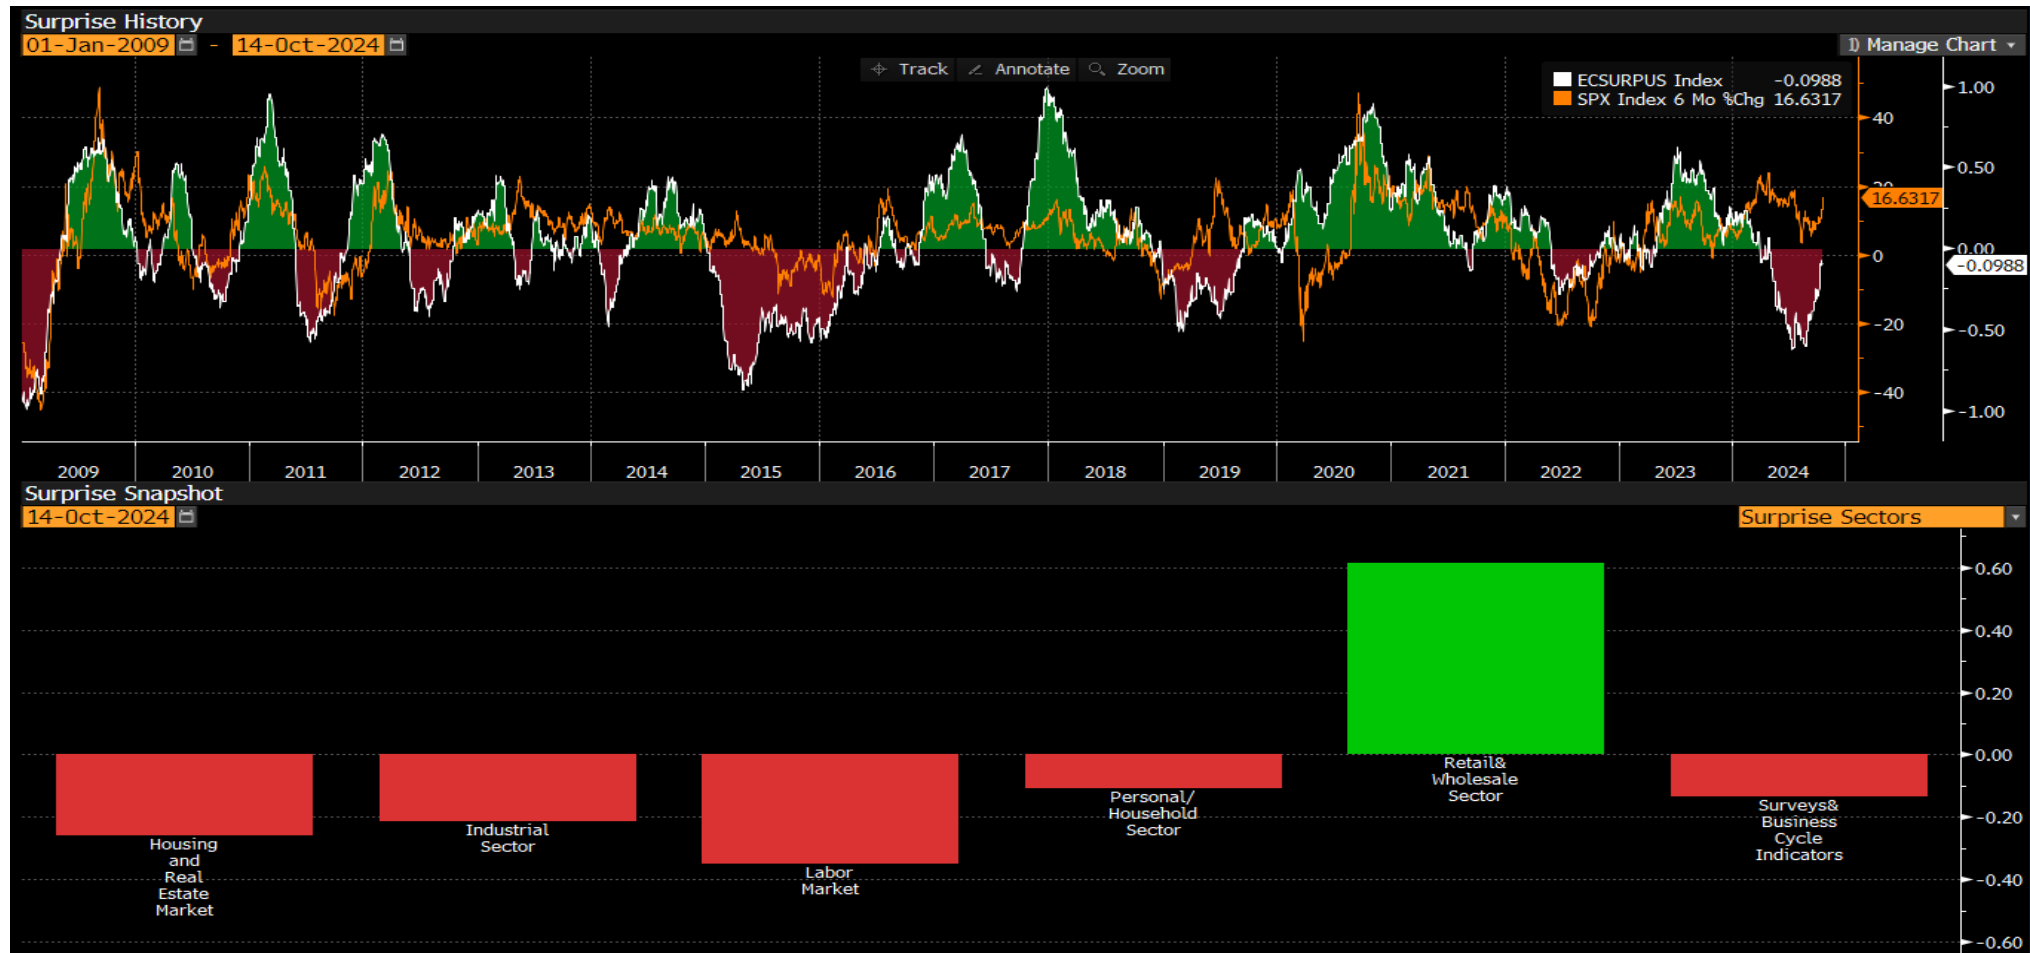 Surprise History
01-Jan-2009 - 14-Oct-2024
1) Manage Chart
Track Annotate Zoom
ECSURPUS Index -0.0988
SPX Index 6 Mo %Chg 16.6317
40
20
16.6317
0
-20
-40
1.00
0.50
0.00
-0.0988
-0.50
-1.00
2009 2010 2011 2012 2013 2014 2015 2016 2017 2018 2019 2020 2021 2022 2023 2024
Surprise Snapshot
14-Oct-2024
Surprise Sectors
0.60
0.40
0.20
0.00
-0.20
-0.40
-0.60
Housing
and
Real
Estate
Market
Industrial
Sector
Labor
Market
Personal/
Household
Sector
Retail&
Wholesale
Sector
Surveys&
Business
Cycle
Indicators